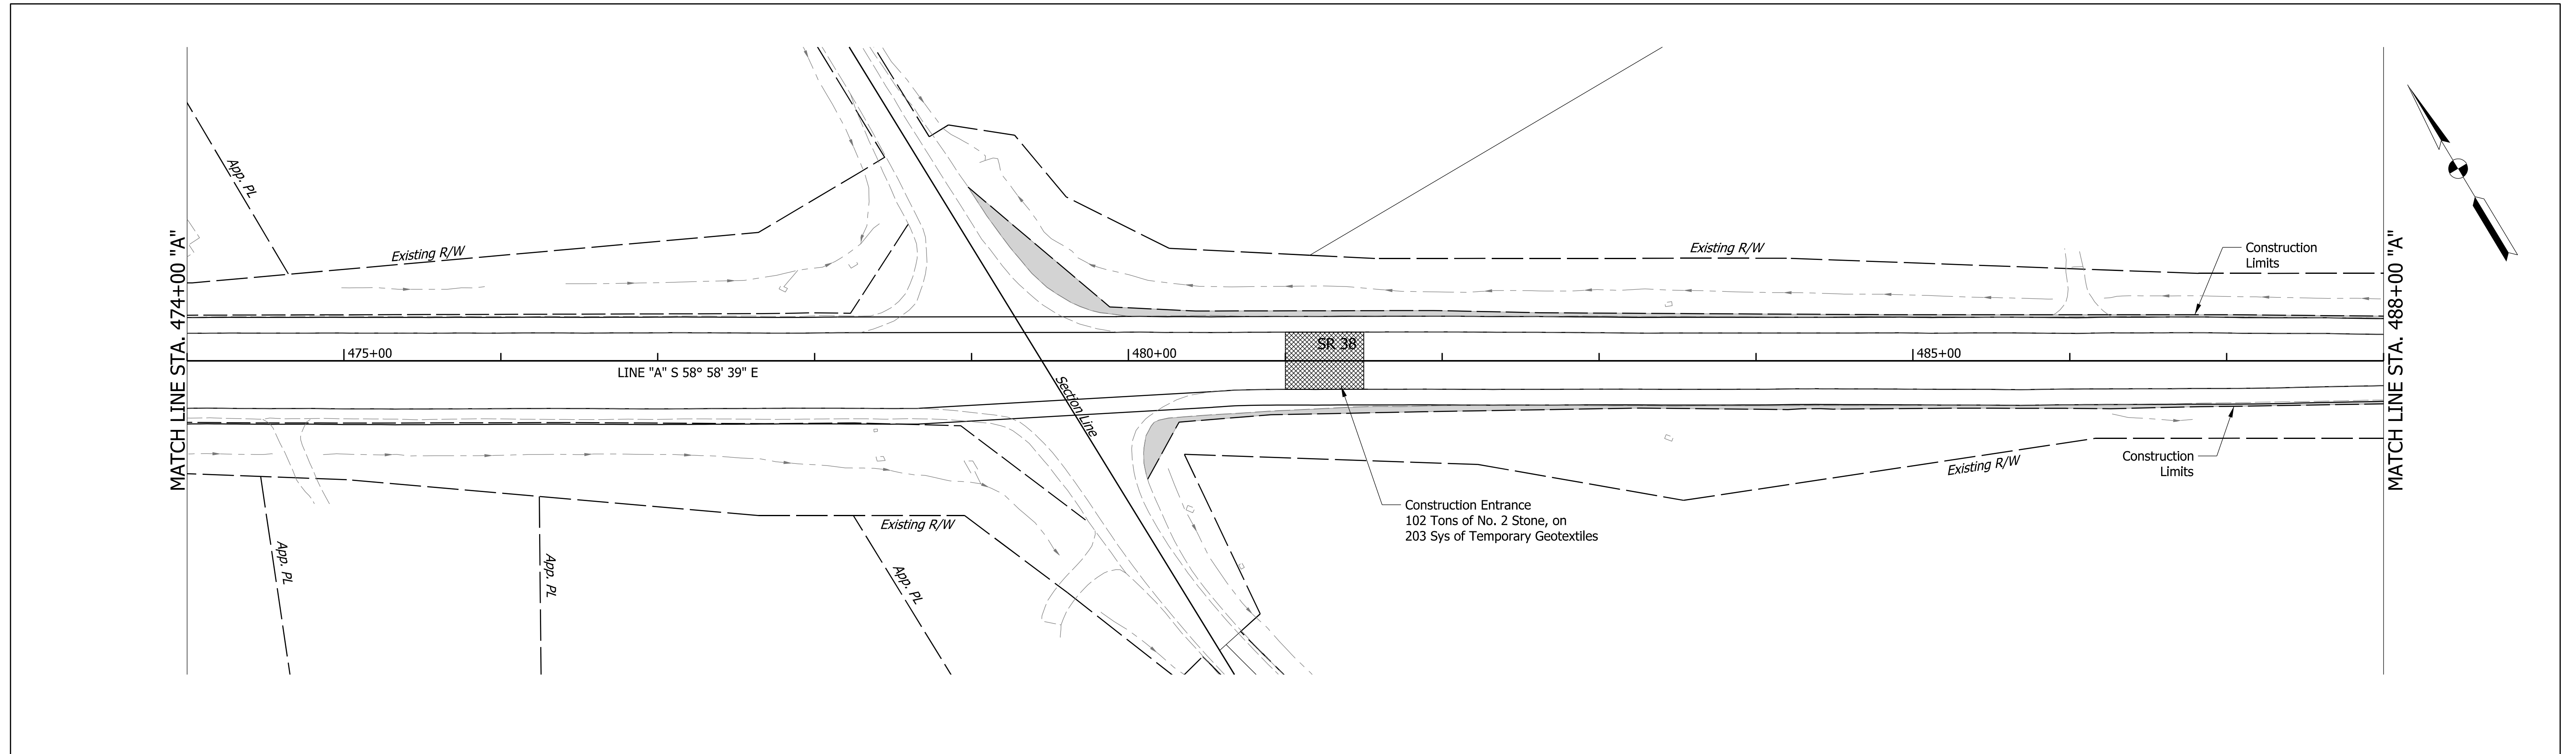 App. PL
Existing R/W
Existing R/W
Construction
Limits
MATCH LINE STA. 474+00 "A"
MATCH LINE STA. 488+00 "A"
475+00
480+00
SR 38
485+00
LINE "A" S 58° 58' 39" E
Section Line
Construction
Limits
Existing R/W
Construction Entrance
102 Tons of No. 2 Stone, on
203 Sys of Temporary Geotextiles
Existing R/W
App. PL
App. PL
App. PL